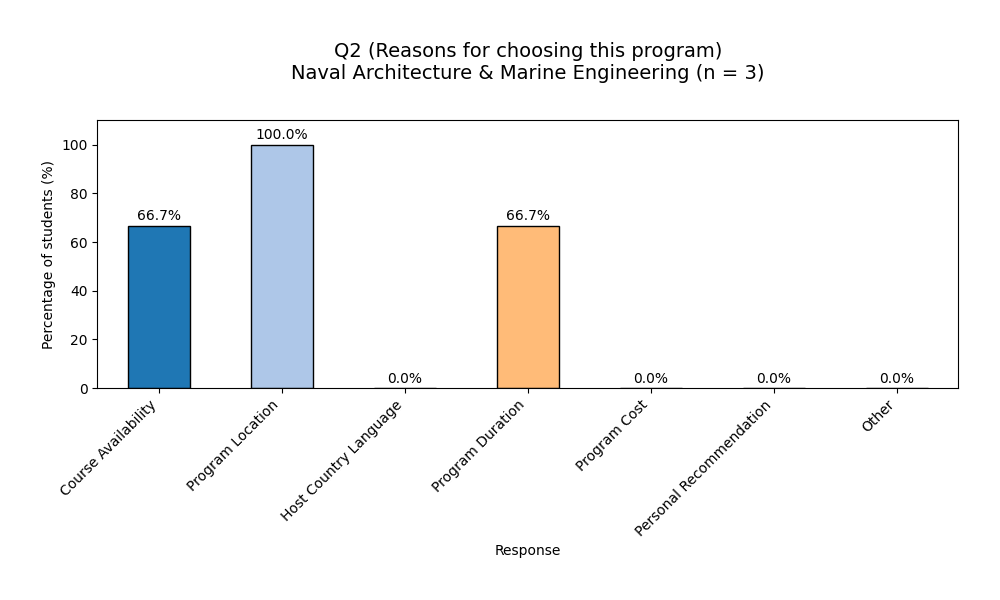 Q2 (Reasons for choosing this program)
Naval Architecture & Marine Engineering (n = 3)
Percentage of students (%)
100
80
60
40
20
0
66.7%
100.0%
0.0%
66.7%
0.0%
0.0%
0.0%
Course Availability
Program Location
Host Country Language
Program Duration
Program Cost
Personal Recommendation
Other
Response